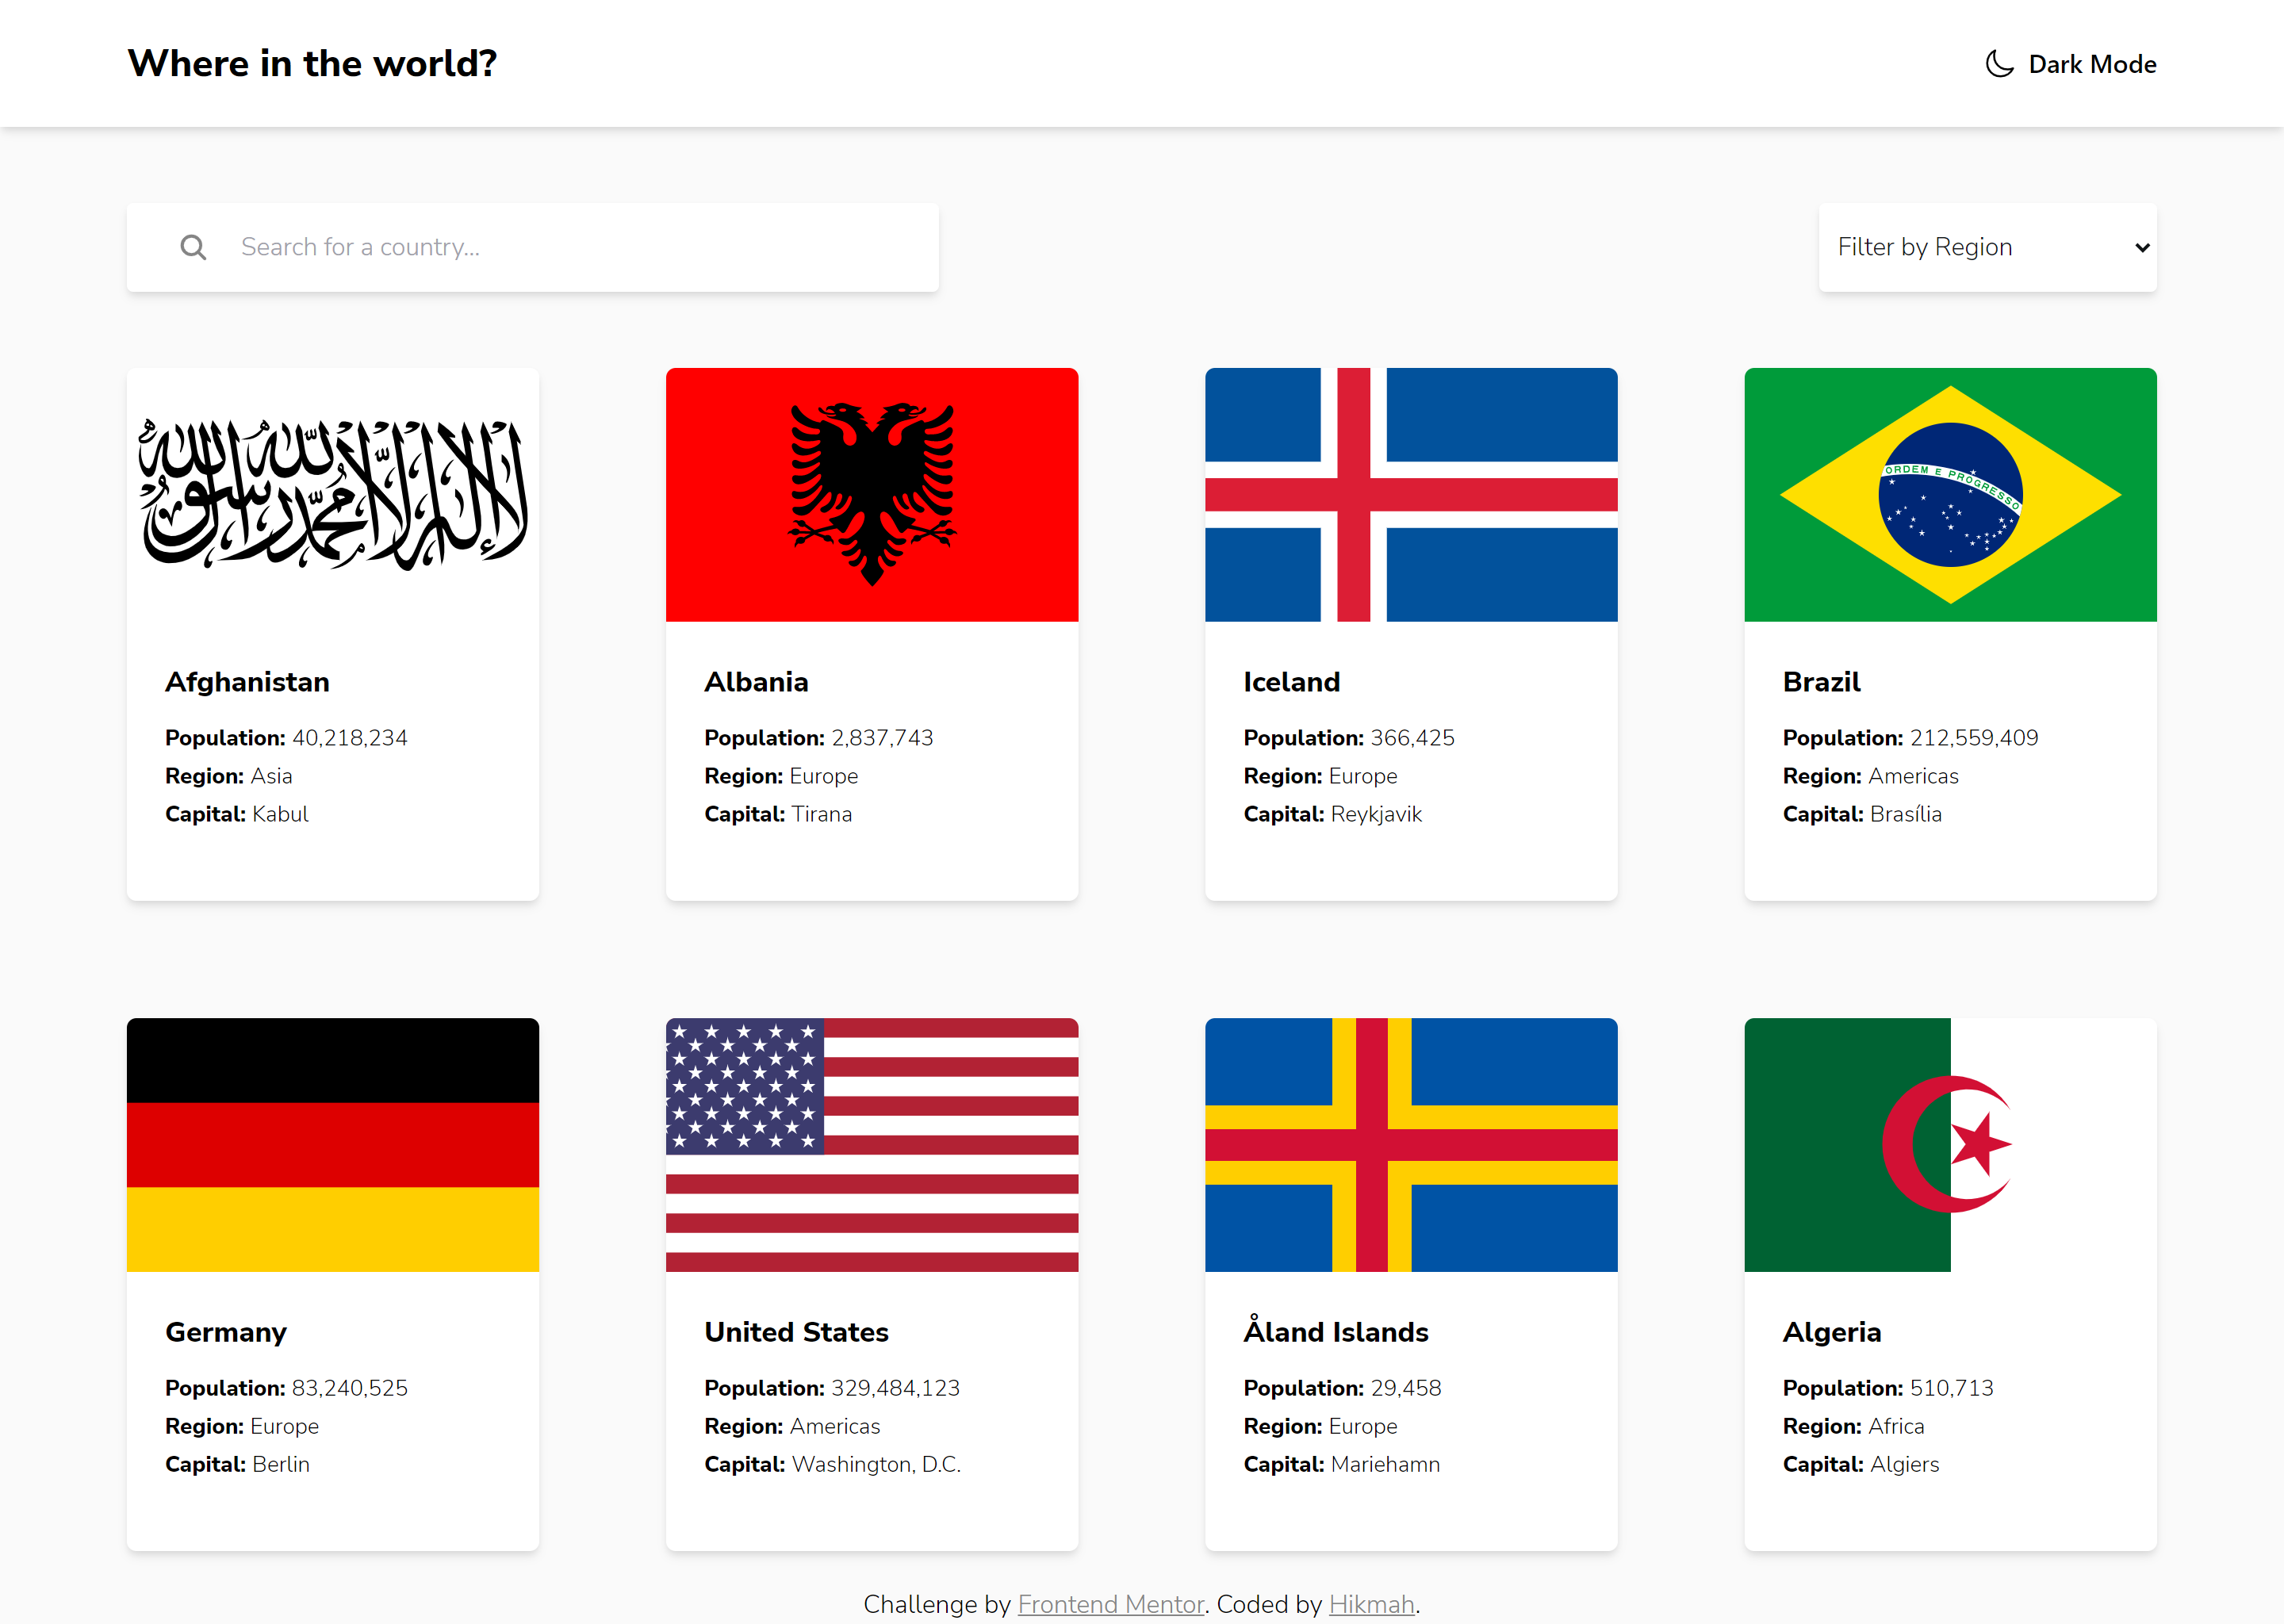 Where in the world?
Dark Mode
Search for a country...
Filter by Region
لا إله إلا الله محمد رسول الله
ORDEM E PROGRESSO
Afghanistan
Population: 40,218,234
Region: Asia
Capital: Kabul
Albania
Population: 2,837,743
Region: Europe
Capital: Tirana
Iceland
Population: 366,425
Region: Europe
Capital: Reykjavik
Brazil
Population: 212,559,409
Region: Americas
Capital: Brasília
Germany
Population: 83,240,525
Region: Europe
Capital: Berlin
United States
Population: 329,484,123
Region: Americas
Capital: Washington, D.C.
Åland Islands
Population: 29,458
Region: Europe
Capital: Mariehamn
Algeria
Population: 510,713
Region: Africa
Capital: Algiers
Challenge by Frontend Mentor. Coded by Hikmah.